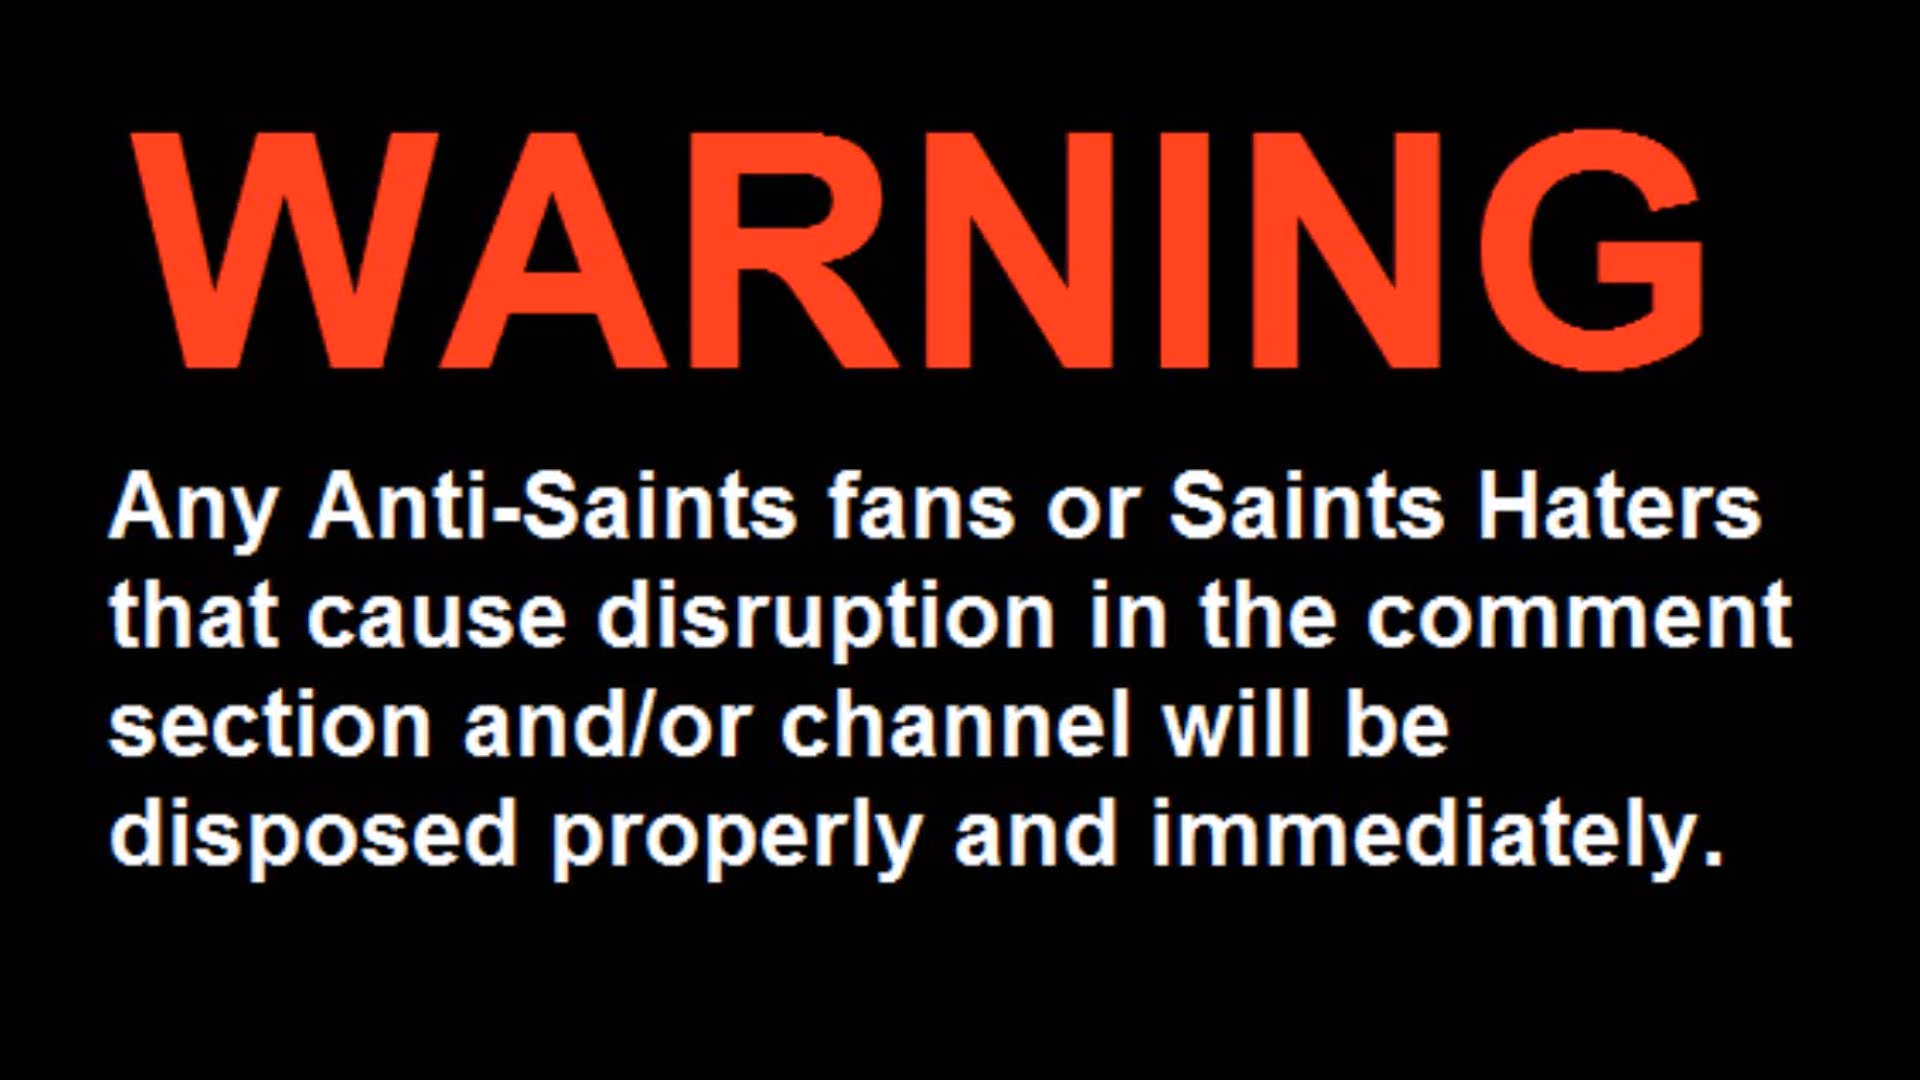 WARNING
Any Anti-Saints fans or Saints Haters
that cause disruption in the comment
section and/or channel will be
disposed properly and immediately.